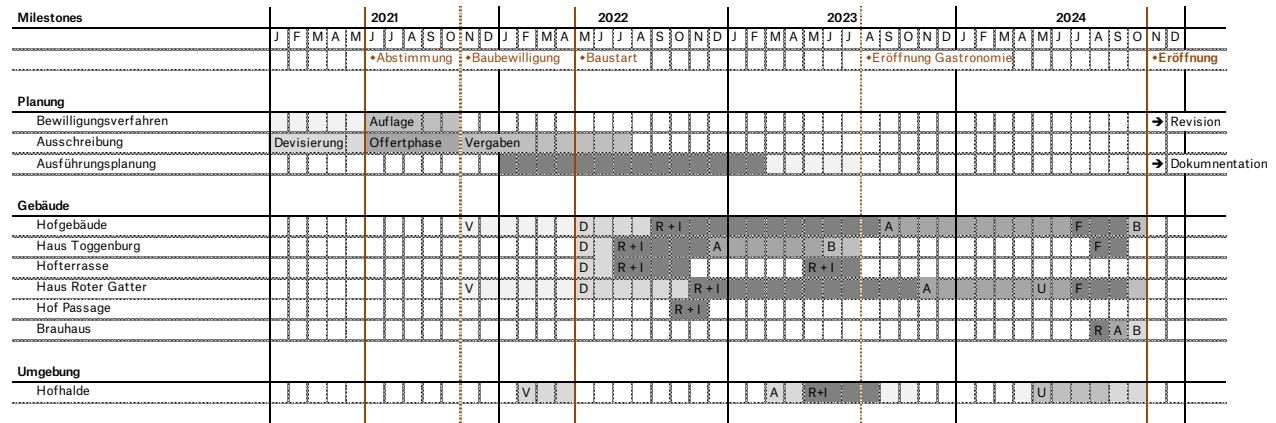 Milestones 2021 2022 2023 2024
J F M A M J J A S O N D J F M A M J J A S O N D J F M A M J J A S O N D J F M A M J J A S O N D
◆Abstimmung ◆Baubewilligung ◆Baustart ◆Eröffnung Gastronomie ◆Eröffnung
Planung
Bewilligungsverfahren Auflage ➔ Revision
Ausschreibung Devisierung Offertphase Vergaben
Ausführungsplanung ➔ Dokumnentation
Gebäude
Hofgebäude V D R + I A F B
Haus Toggenburg D R + I A B F
Hofterrasse D R + I R + I
Haus Roter Gatter V D R + I A U F
Hof Passage R + I
Brauhaus R A B
Umgebung
Hofhalde V A R+I U